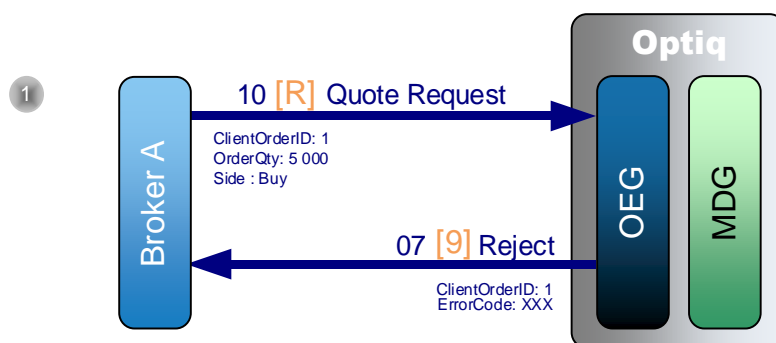 Optiq
1
10 [R] Quote Request
ClientOrderID: 1
OrderQty: 5 000
Side : Buy
Broker A
OEG
MDG
07 [9] Reject
ClientOrderID: 1
ErrorCode: XXX